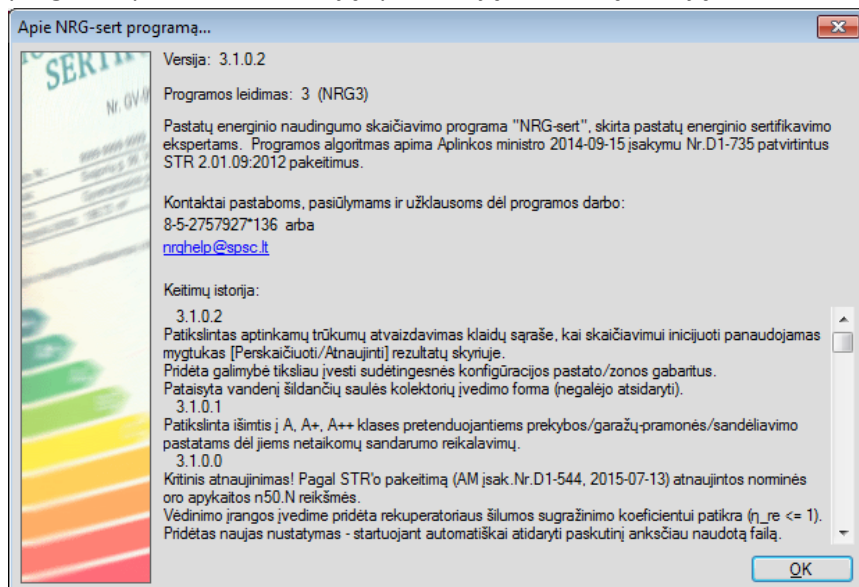 Apie NRG-sert programą...
SERTIF
Nr. GV-
Versija: 3.1.0.2
Programos leidimas: 3 (NRG3)
Pastatų energinio naudingumo skaičiavimo programa "NRG-sert", skirta pastatų energinio sertifikavimo
ekspertams. Programos algoritmas apima Aplinkos ministro 2014-09-15 įsakymu Nr.D1-735 patvirtintus
STR 2.01.09:2012 pakeitimus.
Kontaktai pastaboms, pasiūlymams ir užklausoms dėl programos darbo:
8-5-2757927*136 arba
nrghelp@spsc.lt
Keitimų istorija:
3.1.0.2
Patikslintas aptinkamų trūkumų atvaizdavimas klaidų sąraše, kai skaičiavimui inicijuoti panaudojamas
mygtukas [Perskaičiuoti/Atnaujinti] rezultatų skyriuje.
Pridėta galimybė tiksliau įvesti sudėtingesnės konfigūracijos pastato/zonos gabaritus.
Pataisyta vandenį šildančių saulės kolektorių įvedimo forma (negalėjo atsidaryti).
3.1.0.1
Patikslinta išimtis į A, A+, A++ klases pretenduojantiems prekybos/garažų-pramonės/sandėliavimo
pastatams dėl jiems netaikomų sandarumo reikalavimų.
3.1.0.0
Kritinis atnaujinimas! Pagal STR'o pakeitimą (AM įsak.Nr.D1-544, 2015-07-13) atnaujintos norminės
oro apykaitos n50.N reikšmės.
Vėdinimo įrangos įvedime pridėta rekuperatoriaus šilumos sugražinimo koeficientui patikra (η_re <= 1).
Pridėtas naujas nustatymas - startuojant automatiškai atidaryti paskutinį anksčiau naudotą failą.
OK